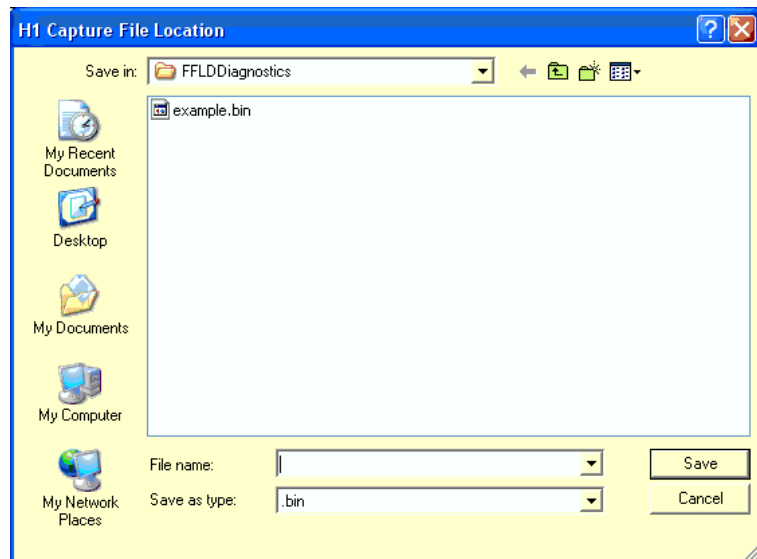 H1 Capture File Location
Save in:
FFLDDiagnostics
example.bin
My Recent
Documents
Desktop
My Documents
My Computer
My Network
Places
File name:
Save as type:
.bin
Save
Cancel